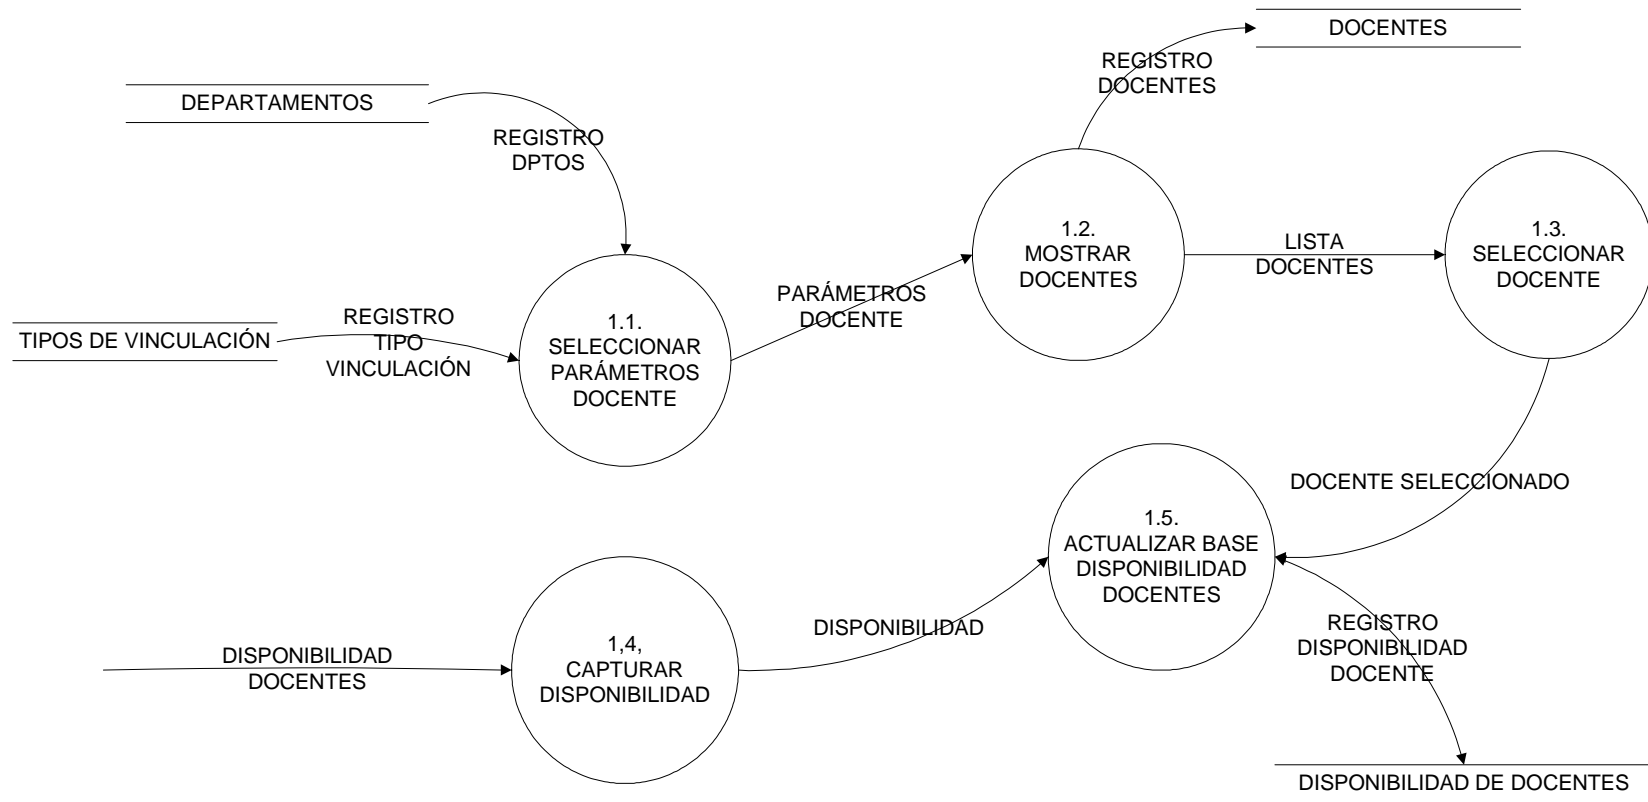 DOCENTES
REGISTRO
DOCENTES
DEPARTAMENTOS
REGISTRO
DPTOS
1.2.
MOSTRAR
DOCENTES
LISTA
DOCENTES
1.3.
SELECCIONAR
DOCENTE
PARÁMETROS
DOCENTE
TIPOS DE VINCULACIÓN
REGISTRO
TIPO
VINCULACIÓN
1.1.
SELECCIONAR
PARÁMETROS
DOCENTE
DOCENTE SELECCIONADO
1.5.
ACTUALIZAR BASE
DISPONIBILIDAD
DOCENTES
DISPONIBILIDAD
DOCENTES
1,4,
CAPTURAR
DISPONIBILIDAD
DISPONIBILIDAD
REGISTRO
DISPONIBILIDAD
DOCENTE
DISPONIBILIDAD DE DOCENTES